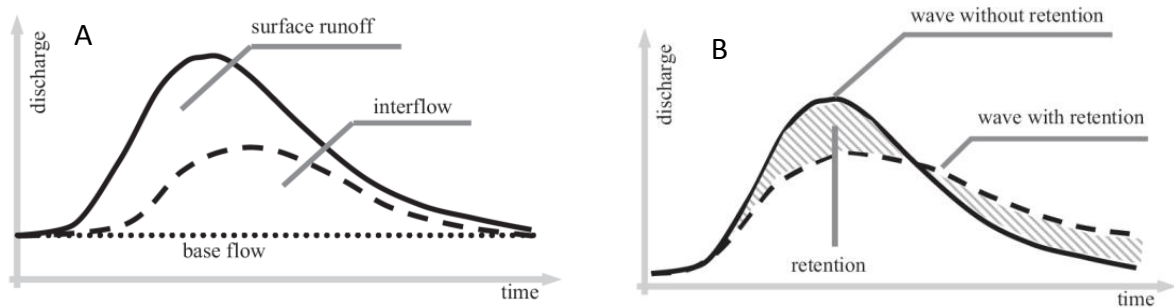 A
surface runoff
discharge
interflow
base flow
time
wave without retention
B
discharge
wave with retention
retention
time